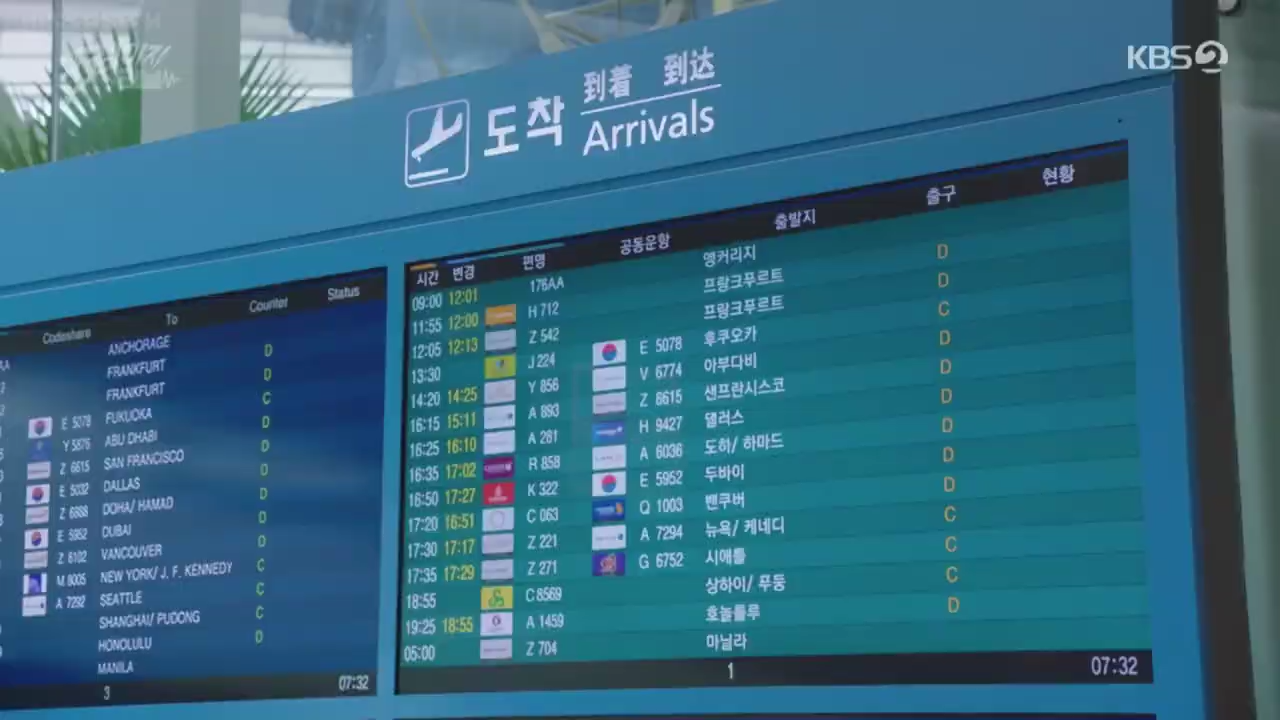 KBS2
到着 到达
도착 Arrivals
Codeshare To Counter Status
ANCHORAGE D
FRANKFURT D
FRANKFURT C
E 5078 FUKUOKA D
Y 5876 ABU DHABI D
Z 6615 SAN FRANCISCO D
E 5032 DALLAS D
Z 6888 DOHA/ HAMAD D
E 5952 DUBAI D
Z 6102 VANCOUVER C
M 8005 NEW YORK/ J. F. KENNEDY C
A 7292 SEATTLE C
SHANGHAI/ PUDONG D
HONOLULU
MANILA
3 07:32
시간 변경 편명 공동운항 출발지 출구 현황
09:00 12:01 176AA 앵커리지 D
11:55 12:00 H 712 프랑크푸르트 D
12:05 12:13 Z 542 프랑크푸르트 C
13:30 J 224 E 5078 후쿠오카 D
14:20 14:25 Y 856 V 6774 아부다비 D
16:15 15:11 A 893 Z 8615 샌프란시스코 D
16:25 16:10 A 281 H 9427 댈러스 D
16:35 17:02 R 858 A 6036 도하/ 하마드 D
16:50 17:27 K 322 E 5952 두바이 D
17:20 16:51 C 063 Q 1003 밴쿠버 C
17:30 17:17 Z 221 A 7294 뉴욕/ 케네디 C
17:35 17:29 Z 271 G 6752 시애틀 C
18:55 C 8569 상하이/ 푸둥 D
19:25 18:55 A 1459 호놀룰루
05:00 Z 704 마닐라
1 07:32